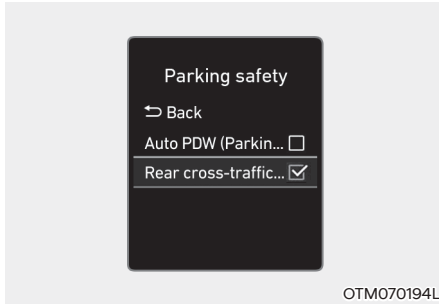 Parking safety
Back
Auto PDW (Parkin...
Rear cross-traffic...
OTM070194L